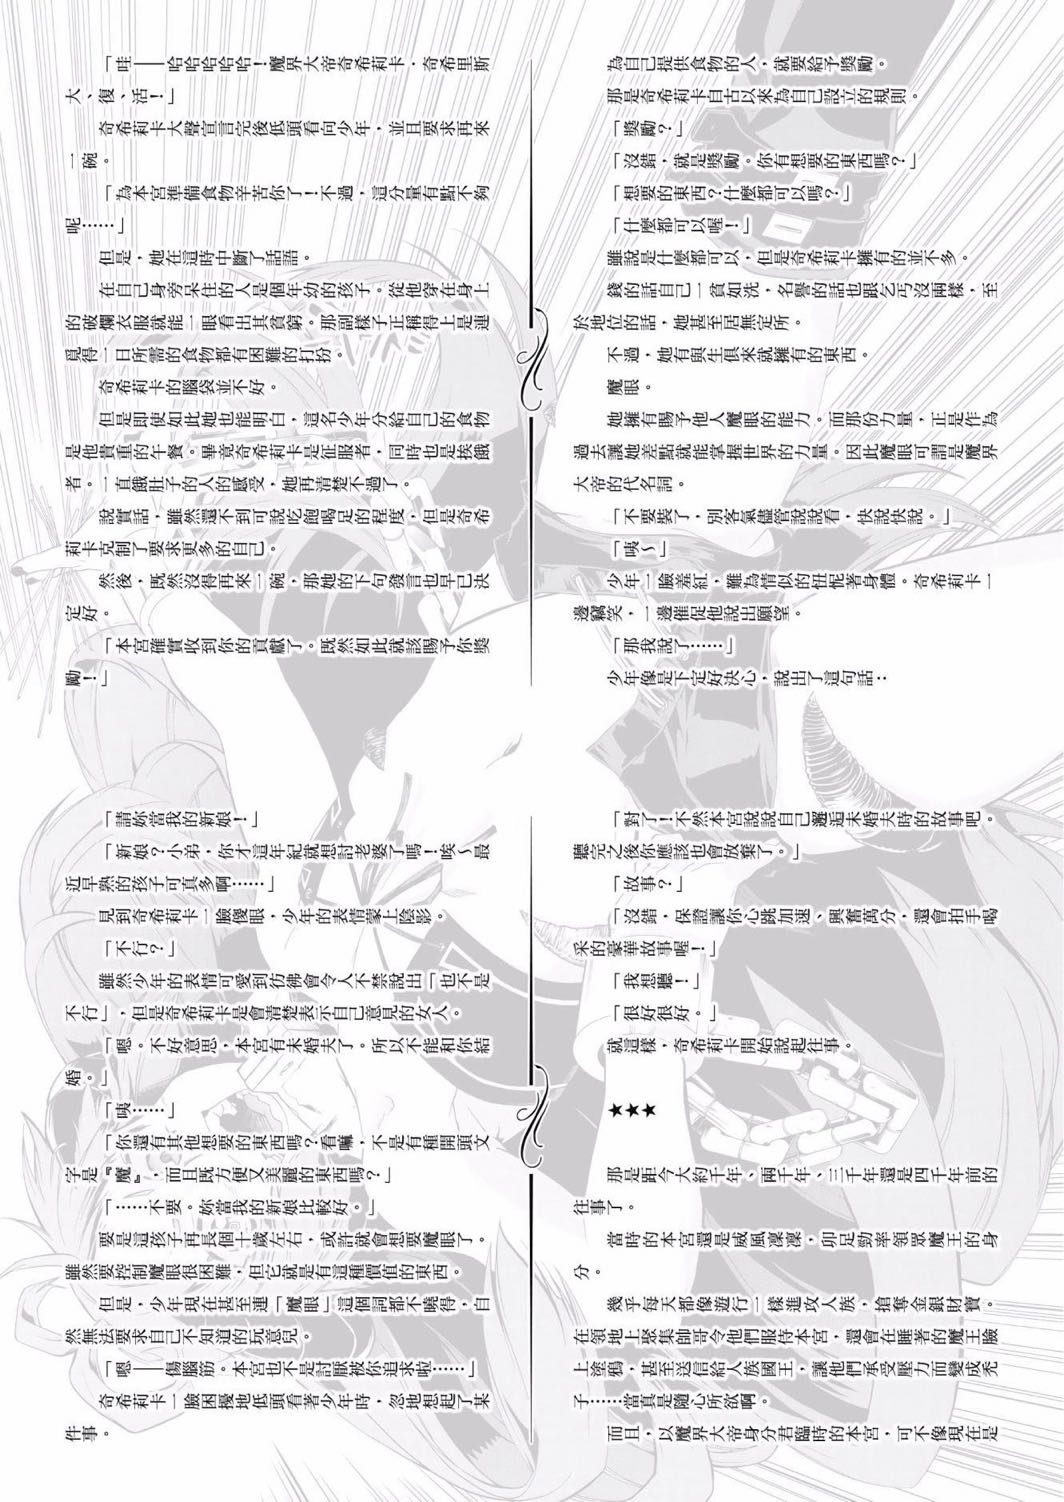 「哇——哈哈哈哈哈！魔界大帝奇希莉卡‧奇希里斯
大、復、活！」
奇希莉卡大聲宣言完後低頭看向少年，並且要求再來
一碗。
「為本宮準備食物辛苦你了！不過，這分量有點不夠
呢……」
但是，她在這時中斷了話語。
在自己身旁呆住的人是個年幼的孩子。從他穿在身上
的破爛衣服就能一眼看出其貧窮。那副樣子正稱得上是連
覓得一日所需的食物都有困難的打扮。
奇希莉卡的腦袋並不好。
但是即使如此她也能明白，這名少年分給自己的食物
是他貴重的午餐。畢竟奇希莉卡是征服者，同時也是挨餓
者。一直餓肚子的人的感受，她再清楚不過了。
說實話，雖然還不到可說吃飽喝足的程度，但是奇希
莉卡克制了要求更多的自己。
然後，既然沒得再來一碗，那她的下句發言也早已決
定好。
「本宮確實收到你的貢獻了。既然如此就該賜予你獎
勵！」
為自己提供食物的人，就要給予獎勵。
那是奇希莉卡自古以來為自己設立的規則。
「獎勵？」
「沒錯，就是獎勵。你有想要的東西嗎？」
「想要的東西？什麼都可以嗎？」
「什麼都可以喔！」
雖說是什麼都可以，但是奇希莉卡擁有的並不多。
錢的話自己一貧如洗，名譽的話也跟乞丐沒兩樣，至
於地位的話，她甚至居無定所。
不過，她有與生俱來就擁有的東西。
魔眼。
她擁有賜予他人魔眼的能力。而那份力量，正是作為
過去讓她差點就能掌握世界的力量。因此魔眼可謂是魔界
大帝的代名詞。
「不要裝了，別客氣儘管說說看，快說快說。」
「咦～」
少年一臉羞紅，難為情似的扭怩著身體。奇希莉卡一
邊竊笑，一邊催促他說出願望。
「那我說了……」
少年像是下定好決心，說出了這句話：
「請妳當我的新娘！」
「新娘？小弟，你才這年紀就想討老婆了嗎！唉～最
近早熟的孩子可真多啊……」
見到奇希莉卡一臉傻眼，少年的表情蒙上陰影。
「不行？」
雖然少年的表情可愛到彷彿會令人不禁說出「也不是
不行」，但是奇希莉卡是會清楚表示自己意見的女人。
「嗯。不好意思，本宮有未婚夫了。所以不能和你結
婚。」
「咦……」
「你還有其他想要的東西嗎？看嘛，不是有種開頭文
字是『魔』，而且既方便又美麗的東西嗎？」
「……不要。妳當我的新娘比較好。」
要是這孩子再長個十歲左右，或許就會想要魔眼了。
雖然要控制魔眼很困難，但它就是有這種價值的東西。
但是，少年現在甚至連「魔眼」這個詞都不曉得，自
然無法要求自己不知道的玩意兒。
「嗯——傷腦筋。本宮也不是討厭被你追求啦……」
奇希莉卡一臉困擾地低頭看著少年時，忽地想起了某
件事。
「對了！不然本宮說說自己邂逅未婚夫時的故事吧。
聽完之後你應該也會放棄了。」
「故事？」
「沒錯，保證讓你心跳加速、興奮萬分，還會拍手喝
采的豪華故事喔！」
「我想聽！」
「很好很好。」
就這樣，奇希莉卡開始說起往事。
★★★
那是距今大約千年、兩千年、三千年還是四千年前的
往事了。
當時的本宮還是威風凜凜，卯足勁率領眾魔王的身
分。
幾乎每天都像遊行一樣進攻人族，搶奪金銀財寶。
在領地上聚集帥哥令他們服侍本宮，還會在睡著的魔王臉
上塗鴉，甚至送信給人族國王，讓他們承受壓力而變成禿
子……當真是隨心所欲啊。
而且，以魔界大帝身分君臨時的本宮，可不像現在是